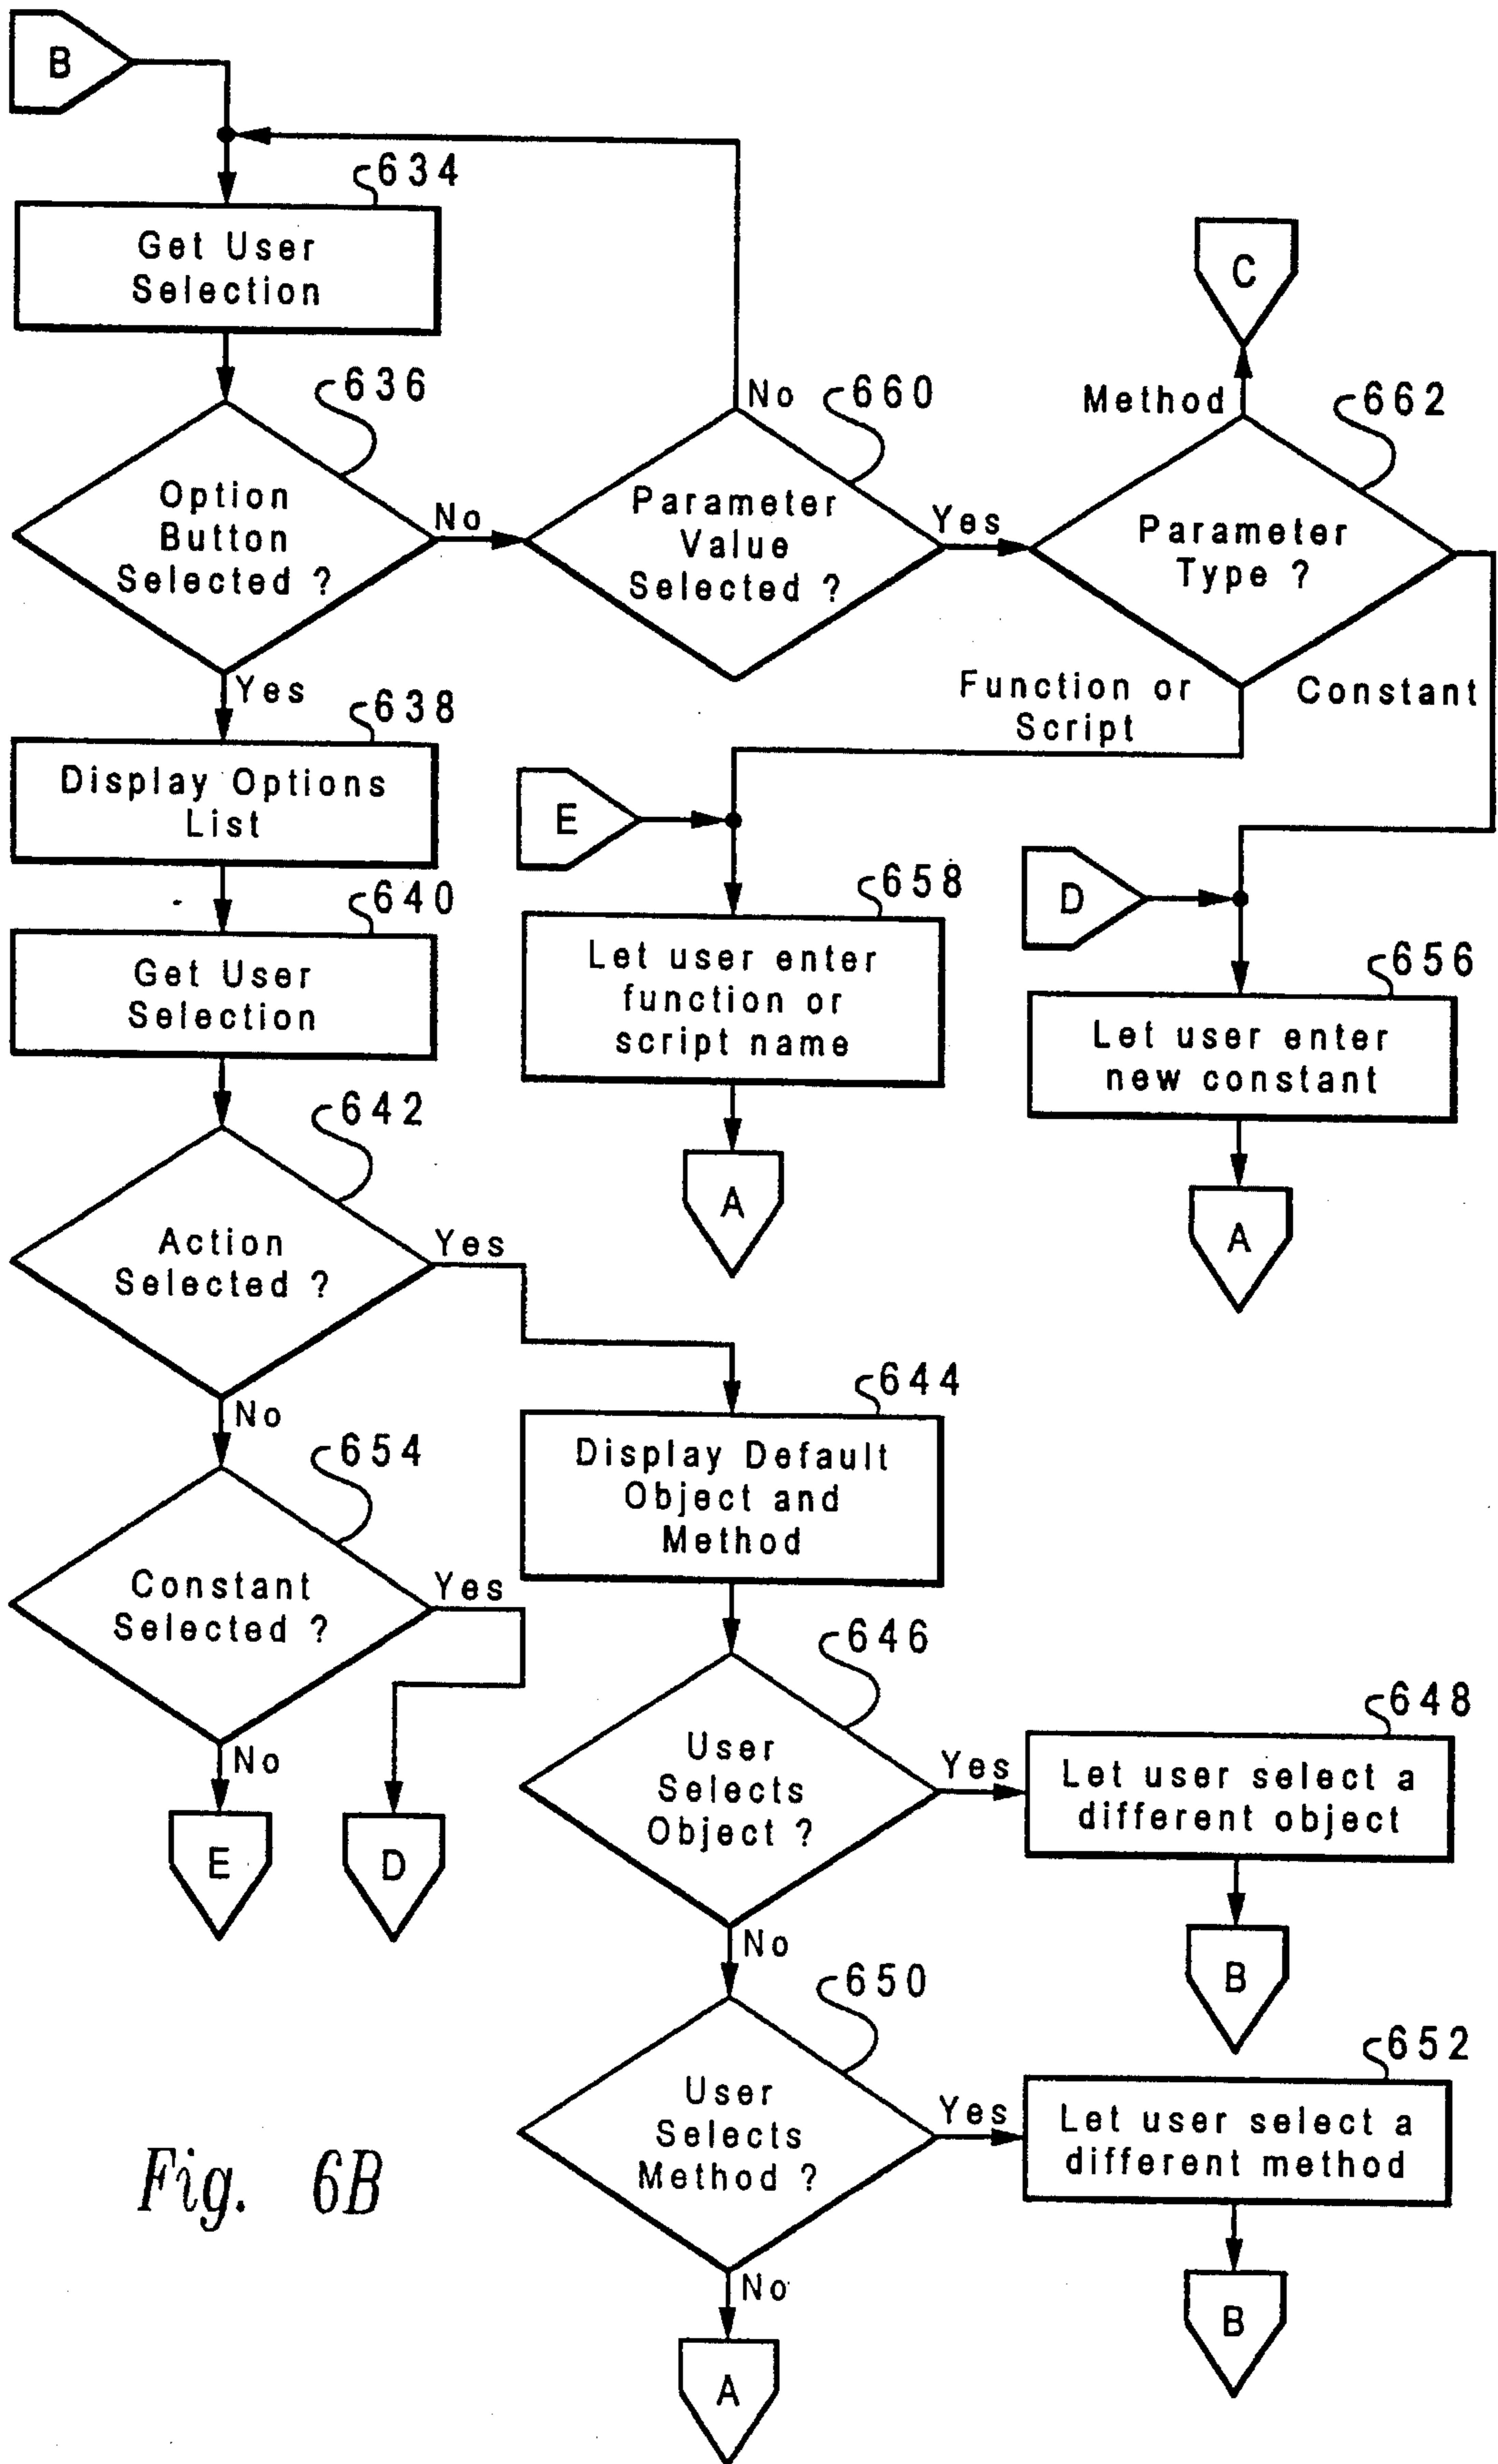 B
634
Get User
Selection
636
Option
Button
Selected ?
No
660
No
Parameter
Value
Selected ?
Yes
C
Method
662
Parameter
Type ?
Function or
Script
Constant
Yes
638
Display Options
List
640
Get User
Selection
E
658
Let user enter
function or
script name
A
D
656
Let user enter
new constant
A
642
Action
Selected ?
Yes
No
654
Constant
Selected ?
Yes
No
E
D
644
Display Default
Object and
Method
646
User
Selects
Object ?
Yes
648
Let user select a
different object
B
No
650
User
Selects
Method ?
Yes
652
Let user select a
different method
B
No
A
Fig. 6B